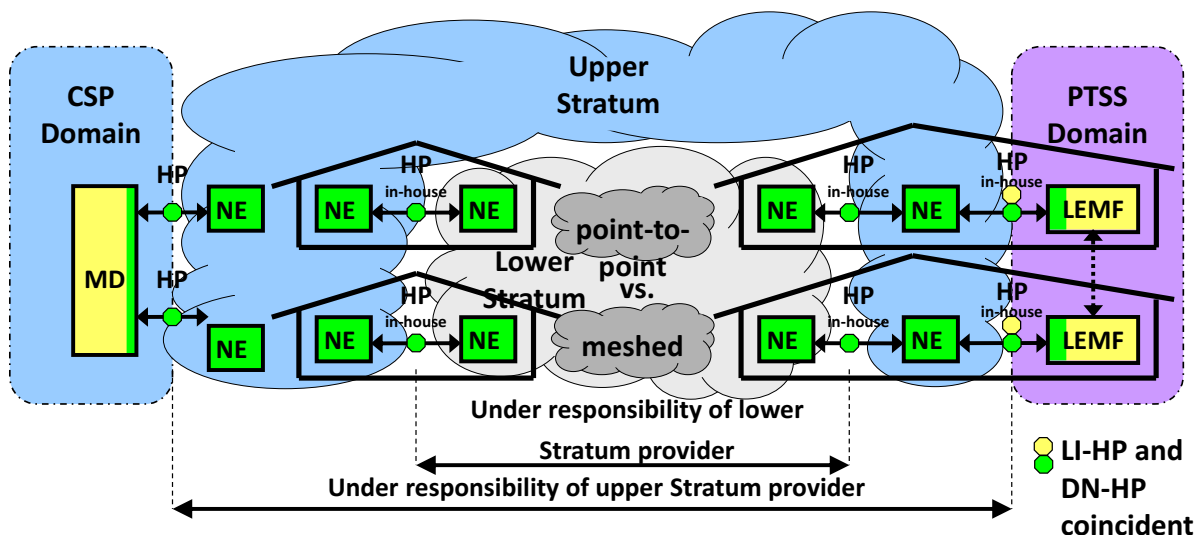 Upper
Stratum
CSP
Domain
PTSS
Domain
HP
HP
in-house
HP
in-house
HP
in-house
NE
NE
NE
NE
NE
LEMF
point-to-
point
vs.
meshed
Lower
Stratum
MD
HP
HP
in-house
HP
in-house
HP
in-house
NE
NE
NE
NE
NE
LEMF
Under responsibility of lower
Stratum provider
Under responsibility of upper Stratum provider
LI-HP and
DN-HP
coincident